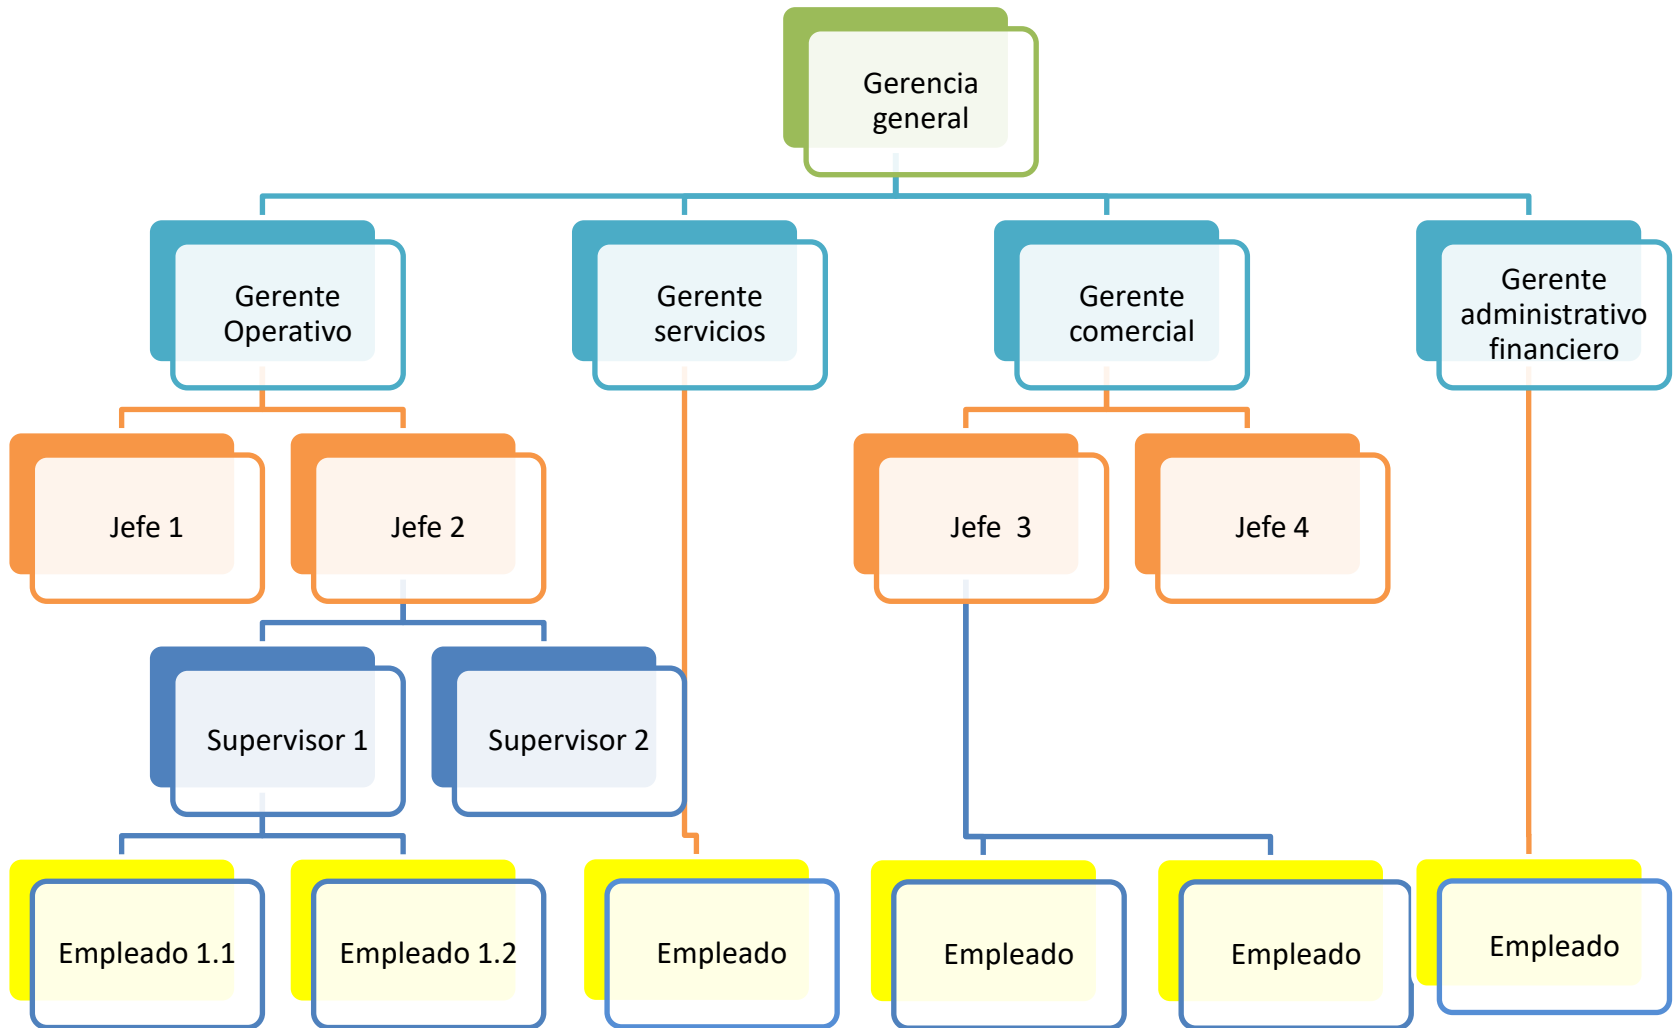 Gerencia
general
Gerente
Operativo
Gerente
servicios
Gerente
comercial
Gerente
administrativo
financiero
Jefe 1
Jefe 2
Jefe  3
Jefe 4
Supervisor 1
Supervisor 2
Empleado 1.1
Empleado 1.2
Empleado
Empleado
Empleado
Empleado